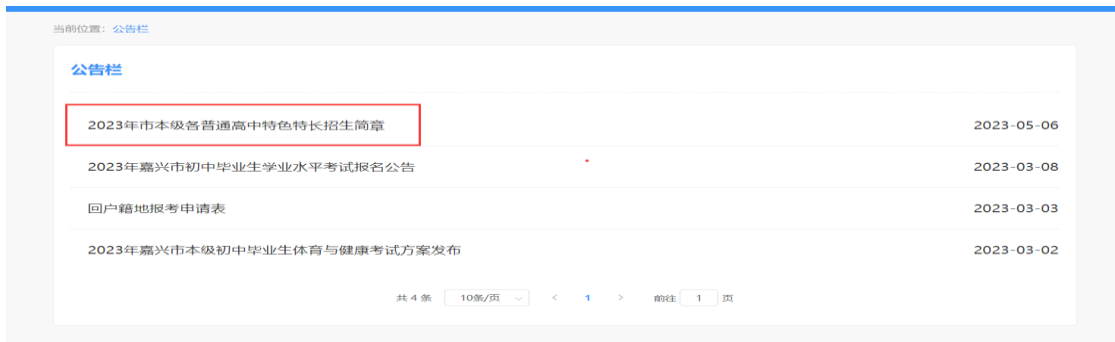 当前位置：公告栏
公告栏
2023年市本级各普通高中特色特长招生简章 2023-05-06
2023年嘉兴市初中毕业生学业水平考试报名公告 2023-03-08
回户籍地报考申请表 2023-03-03
2023年嘉兴市本级初中毕业生体育与健康考试方案发布 2023-03-02
共 4 条 10条/页 < 1 > 前往 1 页